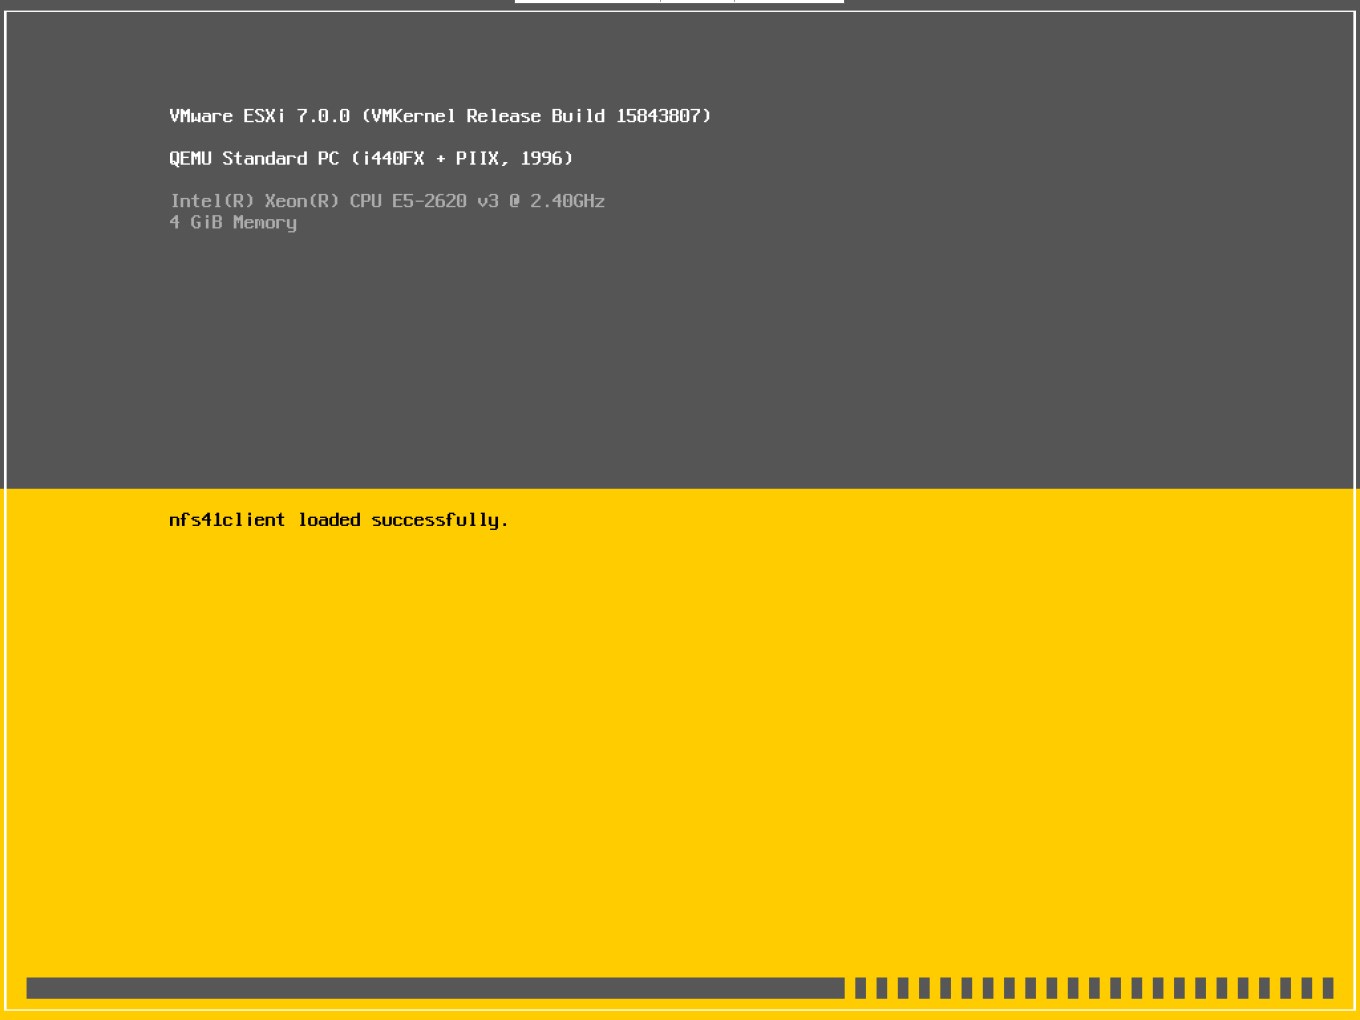 VMware ESXi 7.0.0 (VMKernel Release Build 15843807)
QEMU Standard PC (i440FX + PIIX, 1996)
Intel(R) Xeon(R) CPU E5-2620 v3 @ 2.40GHz
4 GiB Memory
nfs41client loaded successfully.